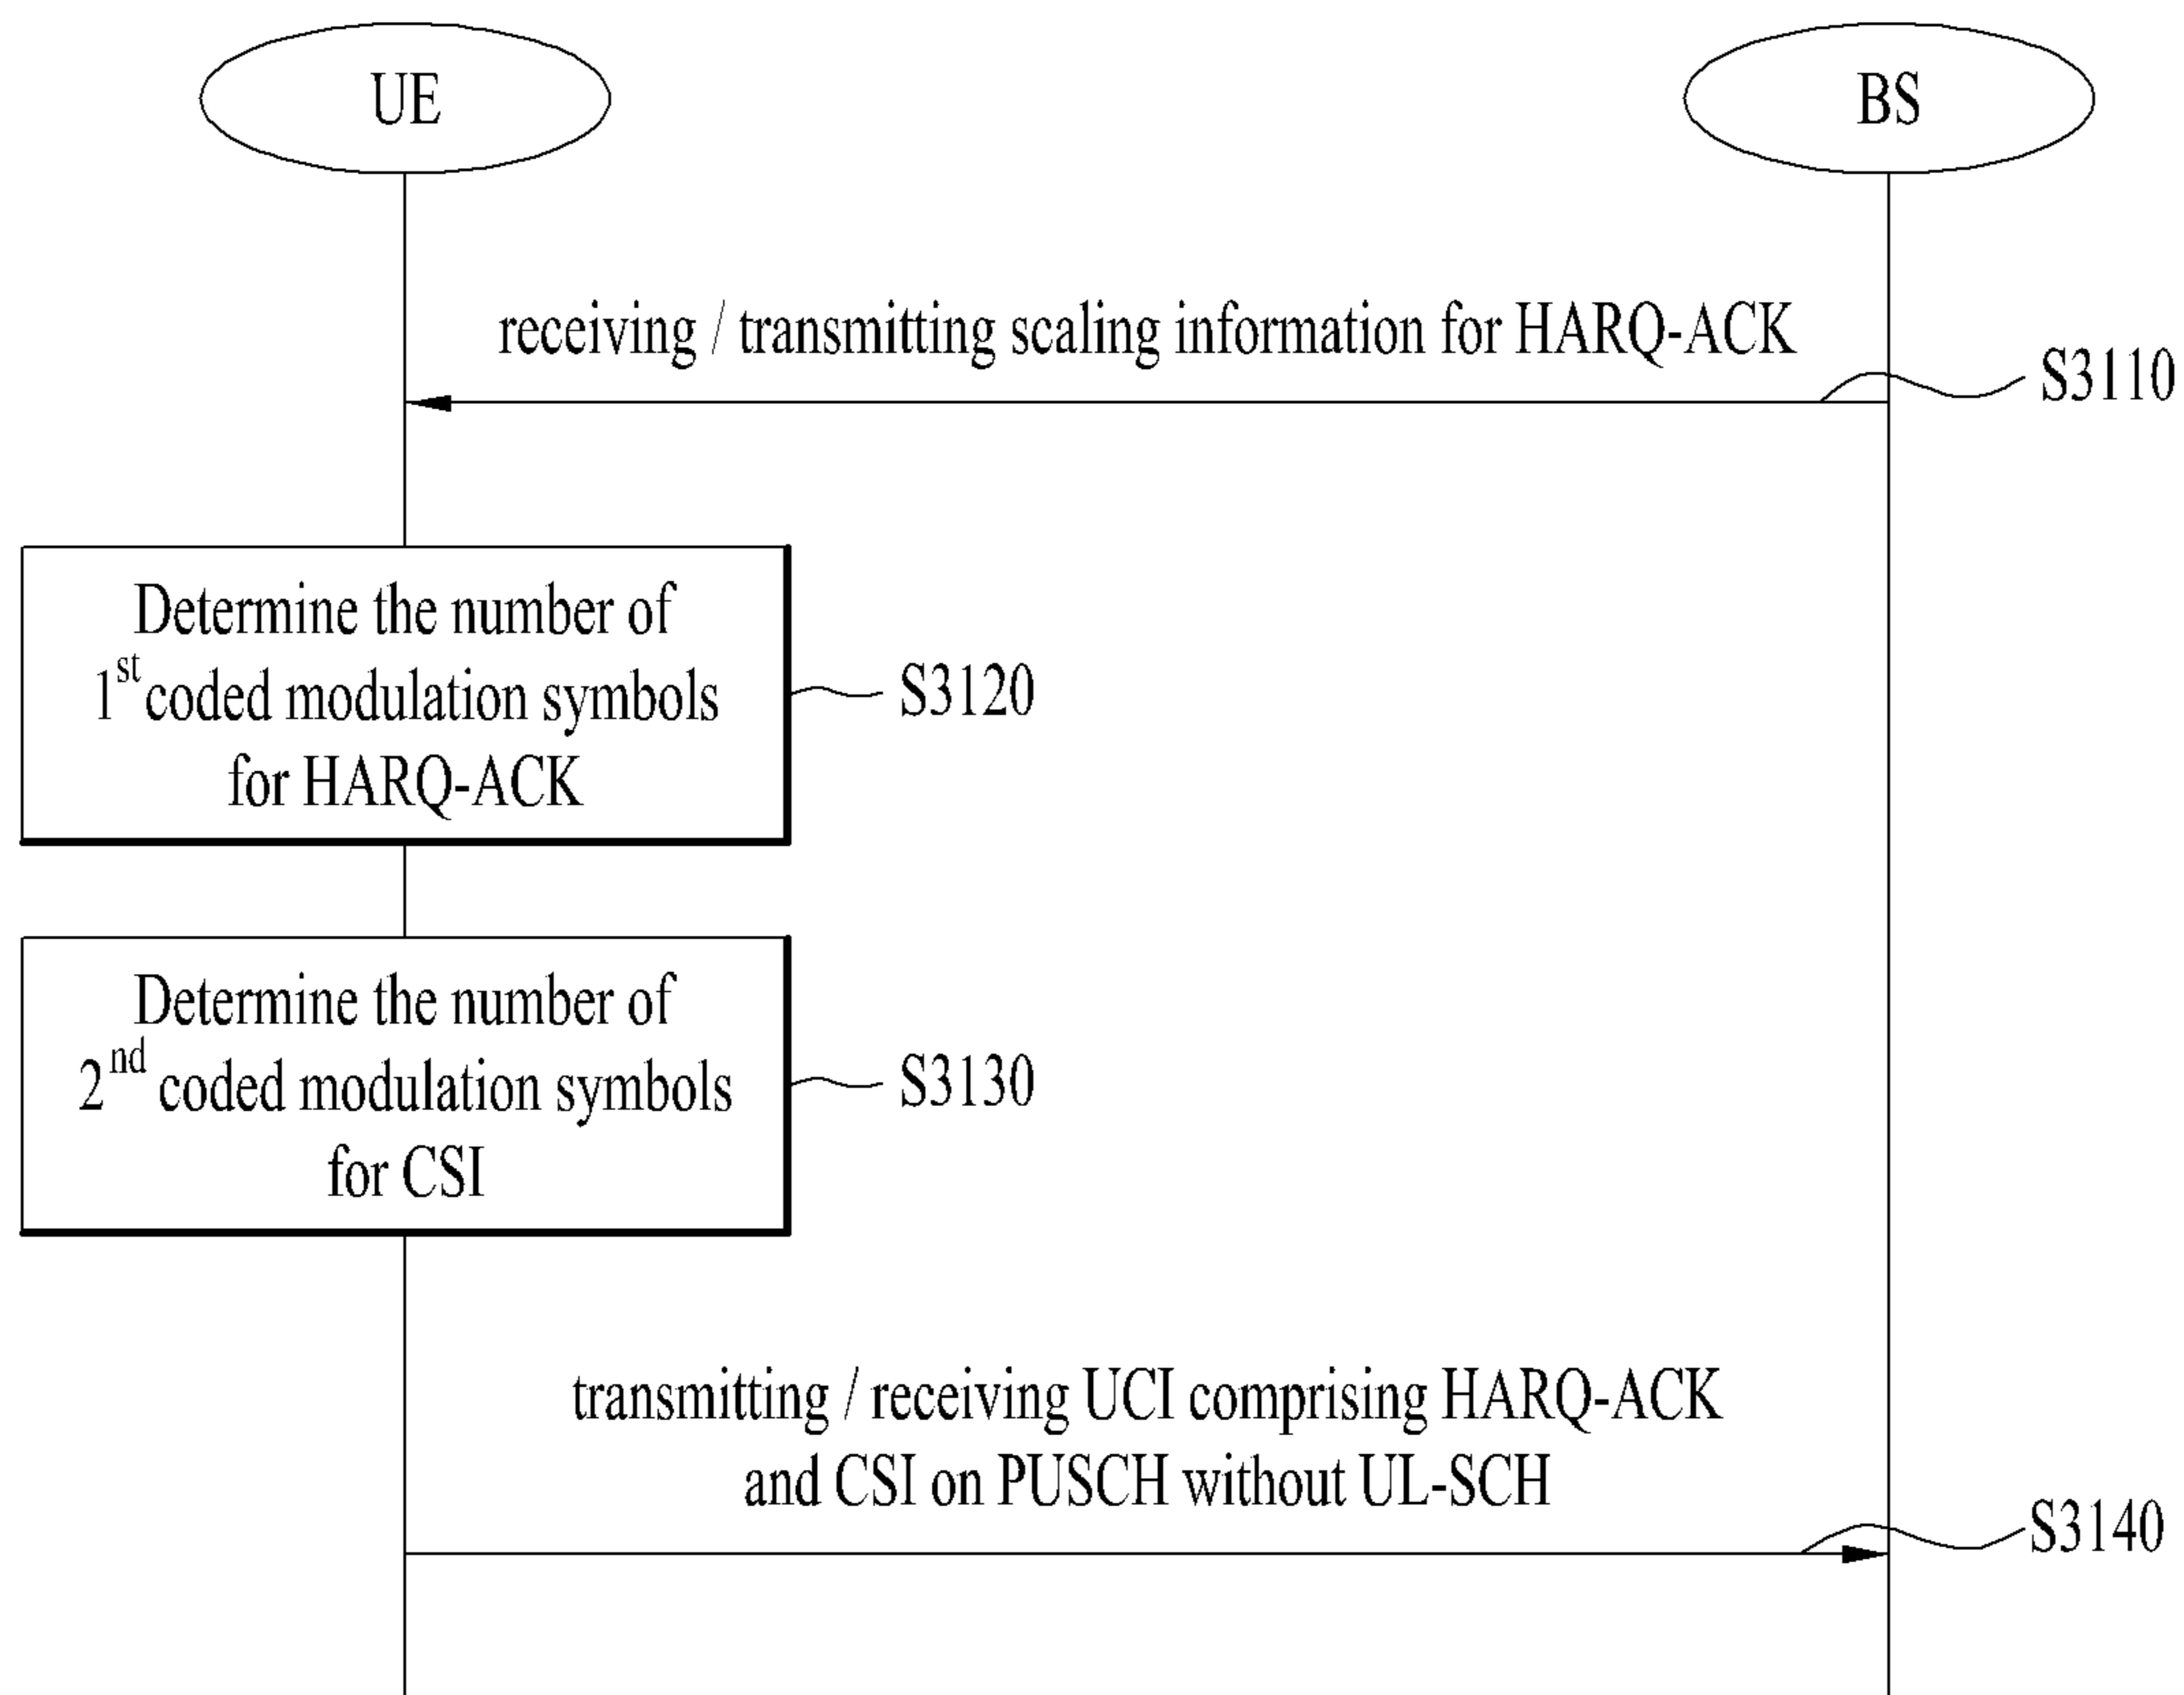 UE
BS
receiving / transmitting scaling information for HARQ-ACK
S3110
Determine the number of
1st coded modulation symbols
for HARQ-ACK
S3120
Determine the number of
2nd coded modulation symbols
for CSI
S3130
transmitting / receiving UCI comprising HARQ-ACK
and CSI on PUSCH without UL-SCH
S3140